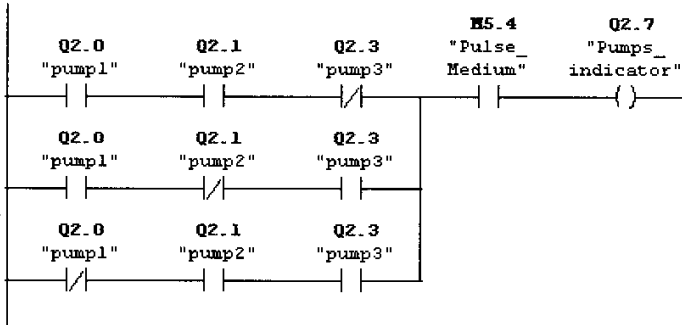 M5.4 Q2.7
Q2.0 Q2.1 Q2.3 "Pulse_ "Pumps_
"pump1" "pump2" "pump3" Medium" indicator"
Q2.0 Q2.1 Q2.3
"pump1" "pump2" "pump3"
Q2.0 Q2.1 Q2.3
"pump1" "pump2" "pump3"